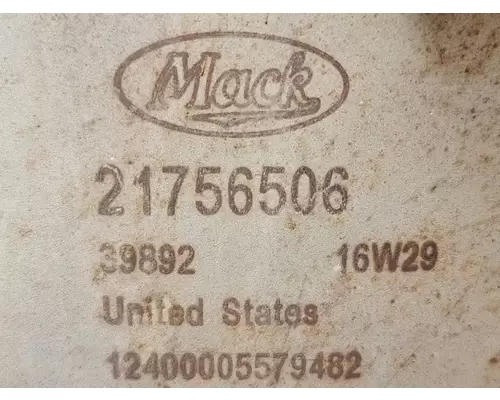 Mack
21756506
39892 16W29
United States
12400005579482